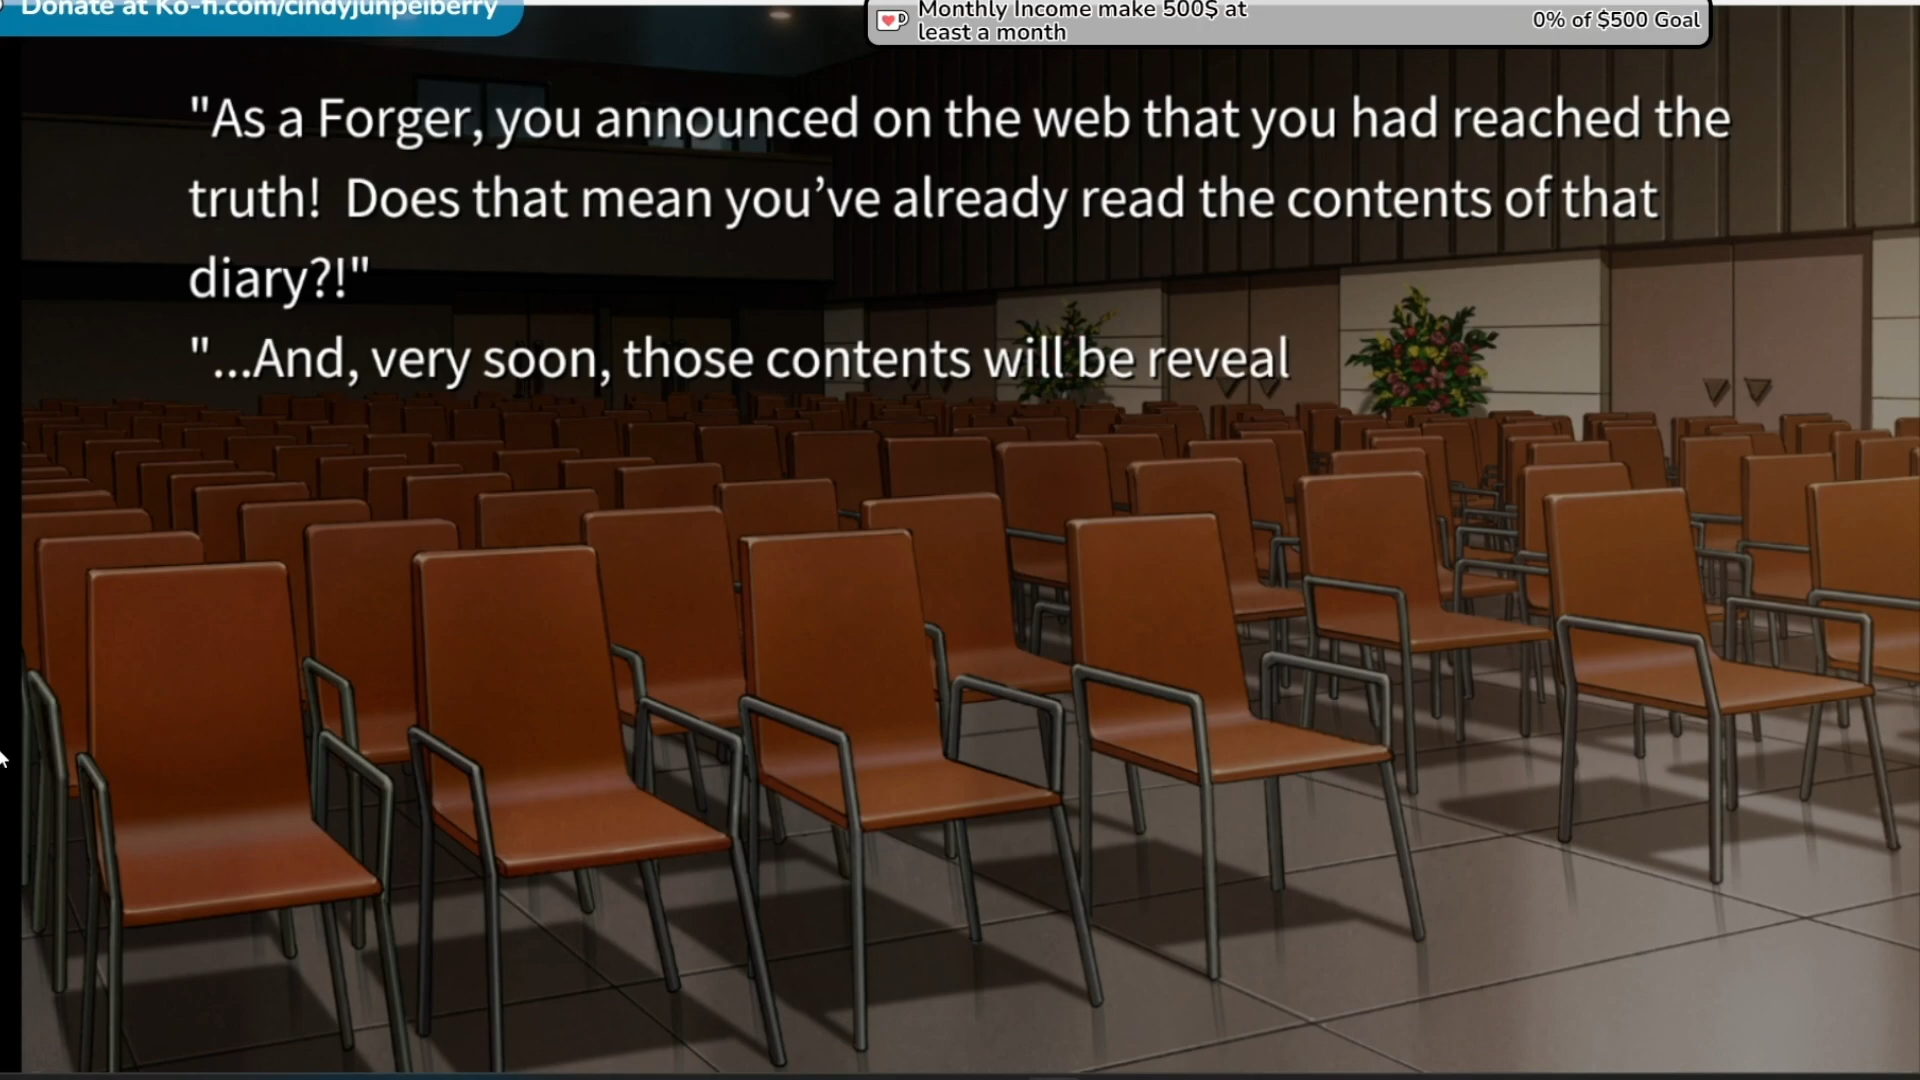 Donate at Ko-fi.com/cindyjunpeiberry
Monthly Income make 500$ at
least a month
0% of $500 Goal
"As a Forger, you announced on the web that you had reached the
truth!  Does that mean you’ve already read the contents of that
diary?!"
"...And, very soon, those contents will be reveal